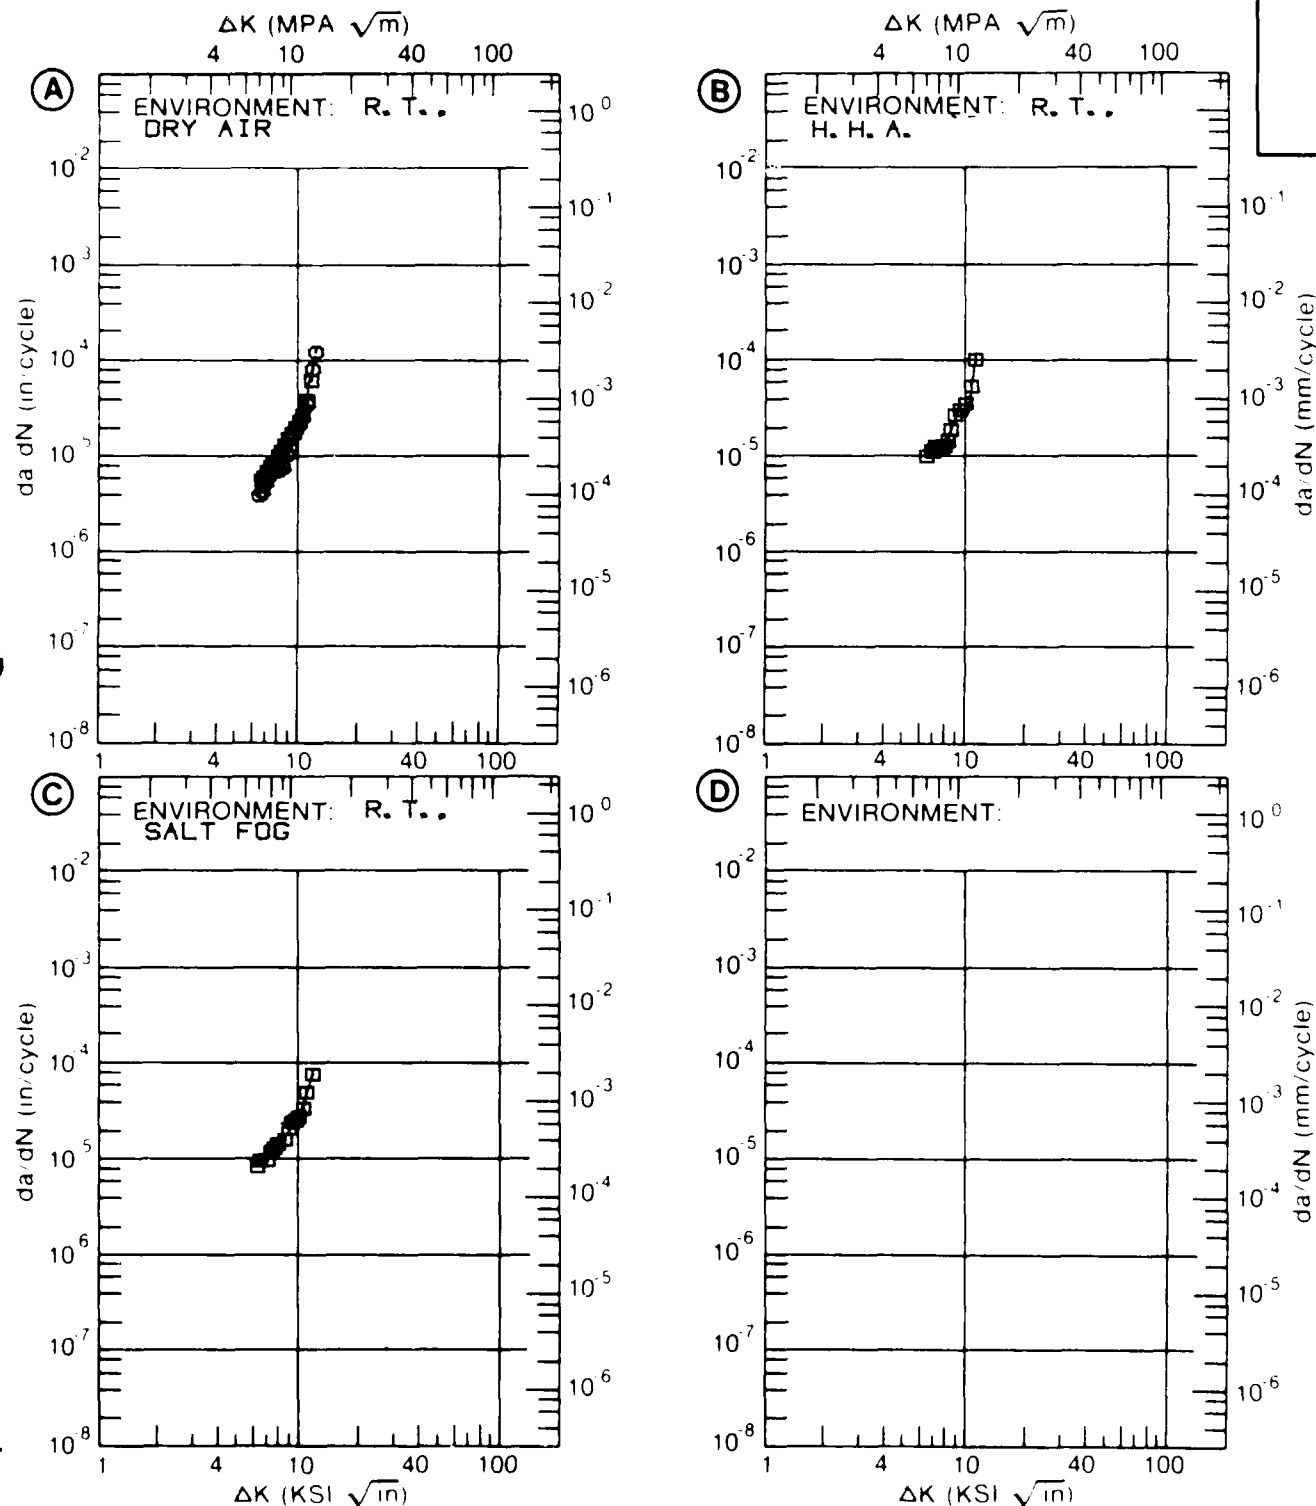 ΔK (MPA √m)
4 10 40 100
A
ENVIRONMENT: R. T. ,
DRY AIR
10^0
10^-2
10^-1
10^-3
10^-2
10^-4
10^-3
10^-5
10^-4
10^-6
10^-5
10^-7
10^-6
10^-8
da dN (in cycle)
1 4 10 40 100
ΔK (MPA √m)
4 10 40 100
B
ENVIRONMENT: R. T. ,
H. H. A.
10^-2
10^-1
10^-3
10^-2
10^-4
10^-3
10^-5
10^-4
10^-6
10^-5
10^-7
10^-6
10^-8
da/dN (mm/cycle)
1 4 10 40 100
C
ENVIRONMENT: R. T. ,
SALT FOG
10^0
10^-2
10^-1
10^-3
10^-2
10^-4
10^-3
10^-5
10^-4
10^-6
10^-5
10^-7
10^-6
10^-8
da/dN (in/cycle)
1 4 10 40 100
ΔK (KSI √in)
D
ENVIRONMENT:
10^0
10^-2
10^-1
10^-3
10^-2
10^-4
10^-3
10^-5
10^-4
10^-6
10^-5
10^-7
10^-6
10^-8
da/dN (mm/cycle)
1 4 10 40 100
ΔK (KSI √in)